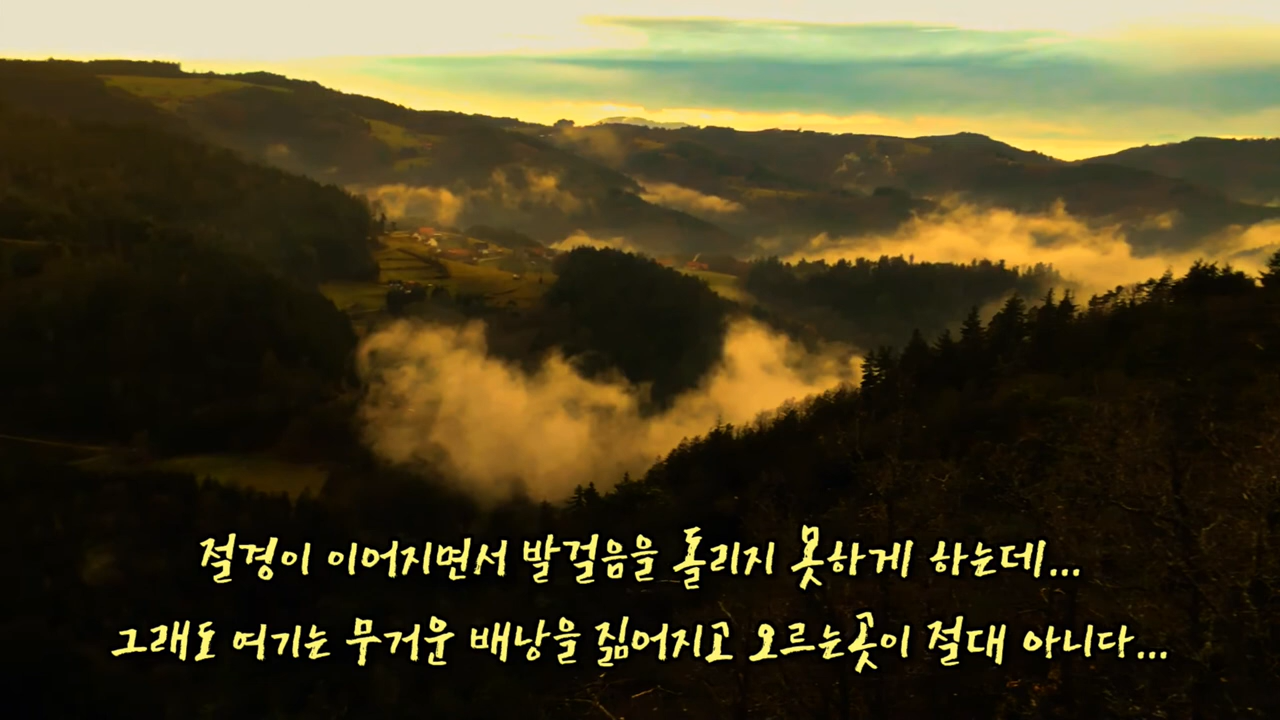 절경이 이어지면서 발걸음을 돌리지 못하게 하는데...
그래도 여기는 무거운 배낭을 짊어지고 오르는곳이 절대 아니다...